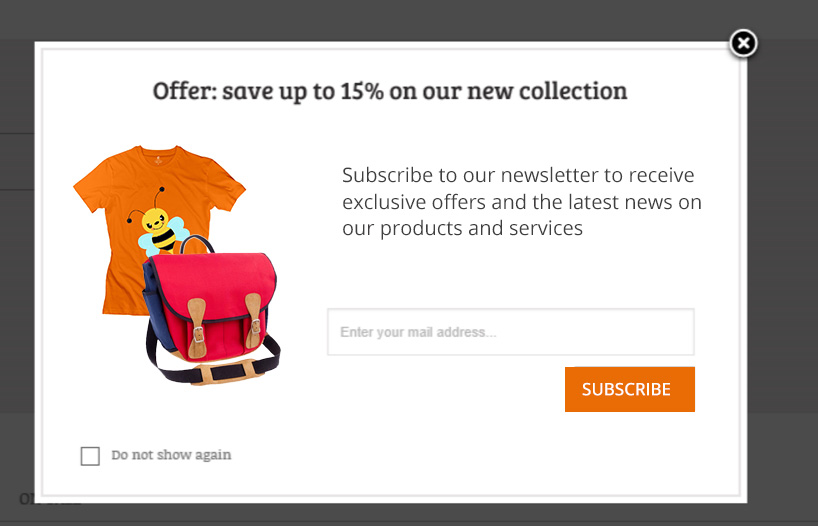 Offer: save up to 15% on our new collection
Subscribe to our newsletter to receive
exclusive offers and the latest news on
our products and services
Enter your mail address...
SUBSCRIBE
Do not show again